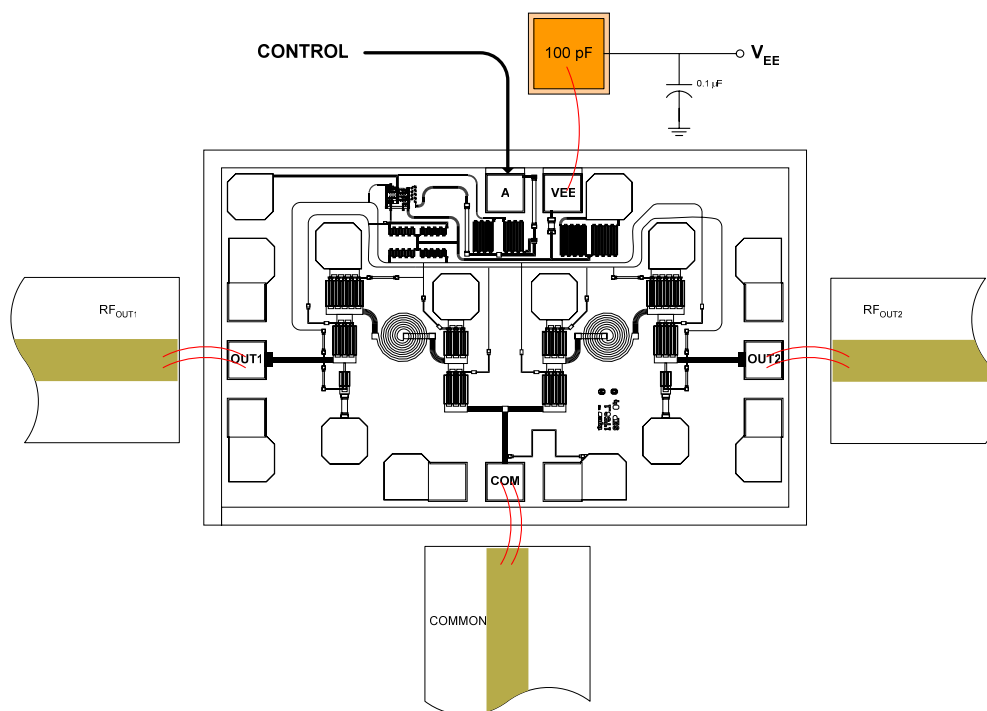 CONTROL
100 pF
VEE
0.1 µF
A
VEE
RFOUT1
RFOUT2
OUT1
OUT2
COM
COMMON